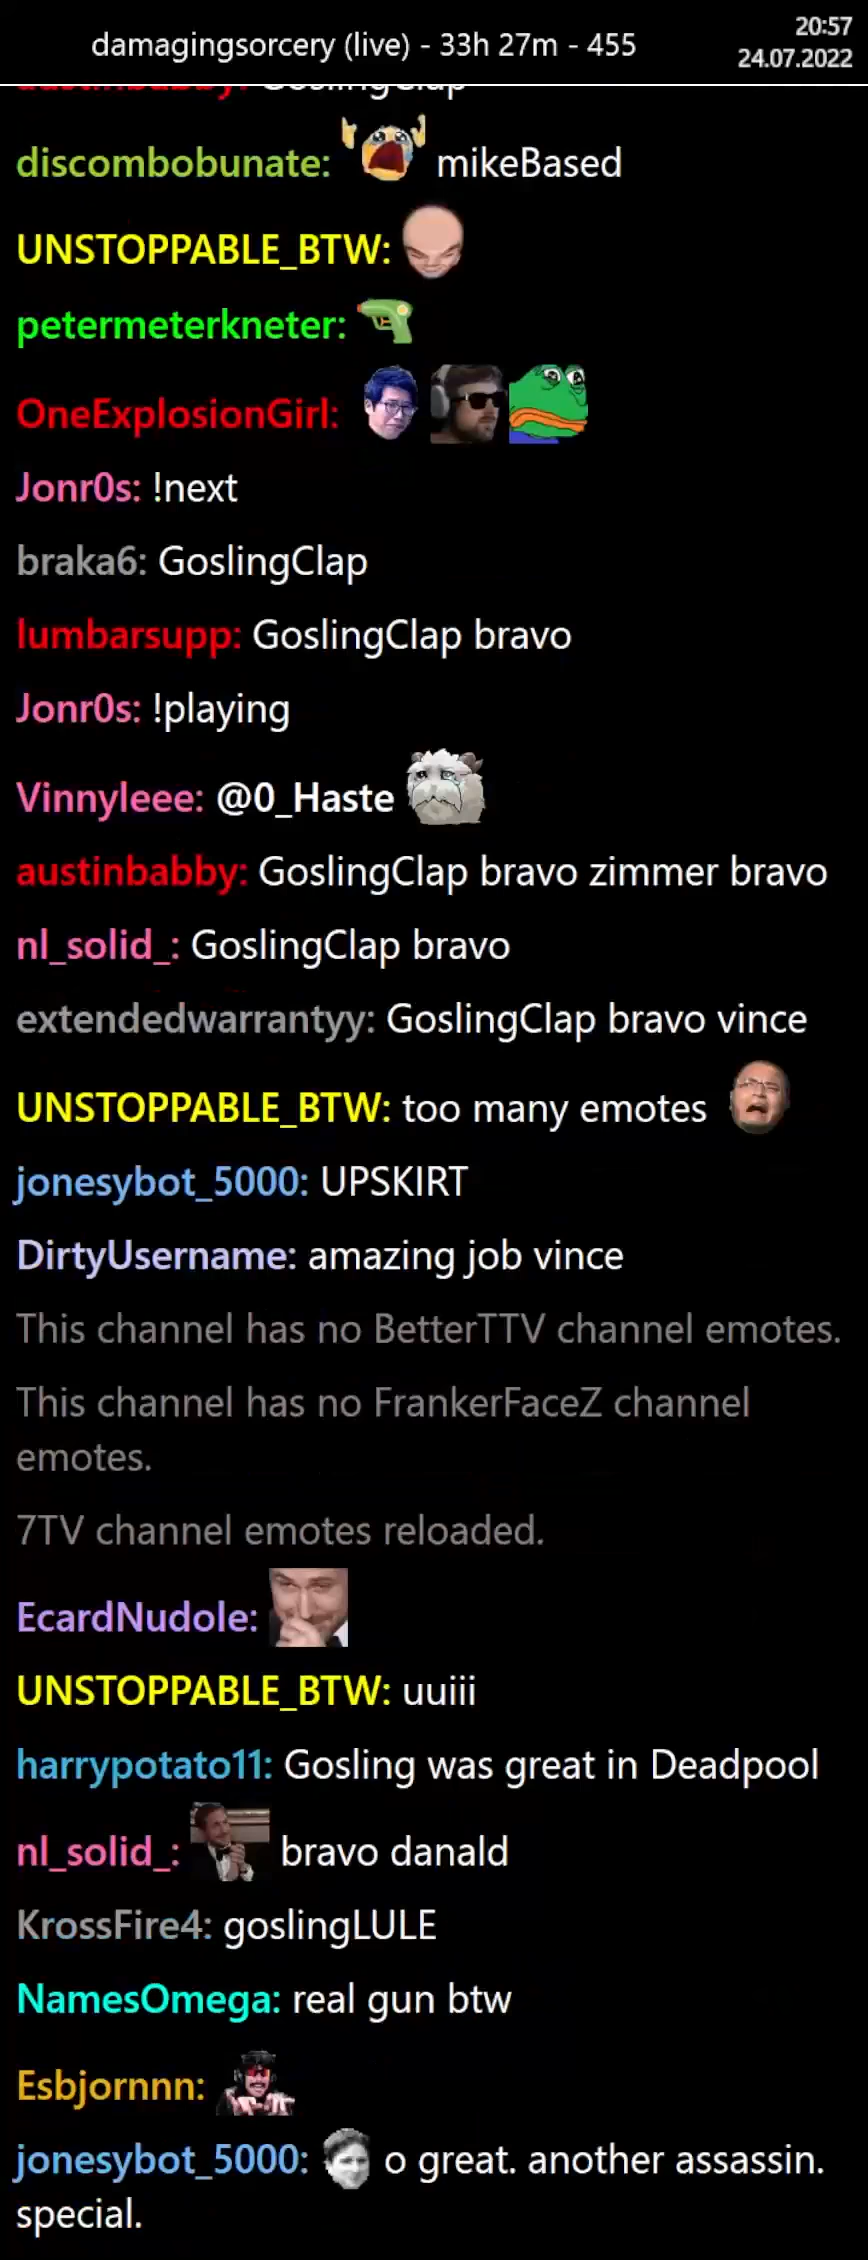 damagingsorcery (live) - 33h 27m - 455
20:57
24.07.2022
austinbabby: GoslingClap
discombobunate: mikeBased
UNSTOPPABLE_BTW:
petermeterkneter:
OneExplosionGirl:
Jonr0s: !next
braka6: GoslingClap
lumbarsupp: GoslingClap bravo
Jonr0s: !playing
Vinnyleee: @0_Haste
austinbabby: GoslingClap bravo zimmer bravo
nl_solid_: GoslingClap bravo
extendedwarrantyy: GoslingClap bravo vince
UNSTOPPABLE_BTW: too many emotes
jonesybot_5000: UPSKIRT
DirtyUsername: amazing job vince
This channel has no BetterTTV channel emotes.
This channel has no FrankerFaceZ channel
emotes.
7TV channel emotes reloaded.
EcardNudole:
UNSTOPPABLE_BTW: uuiii
harrypotato11: Gosling was great in Deadpool
nl_solid_: bravo danald
KrossFire4: goslingLULE
NamesOmega: real gun btw
Esbjornnn:
jonesybot_5000: o great. another assassin.
special.